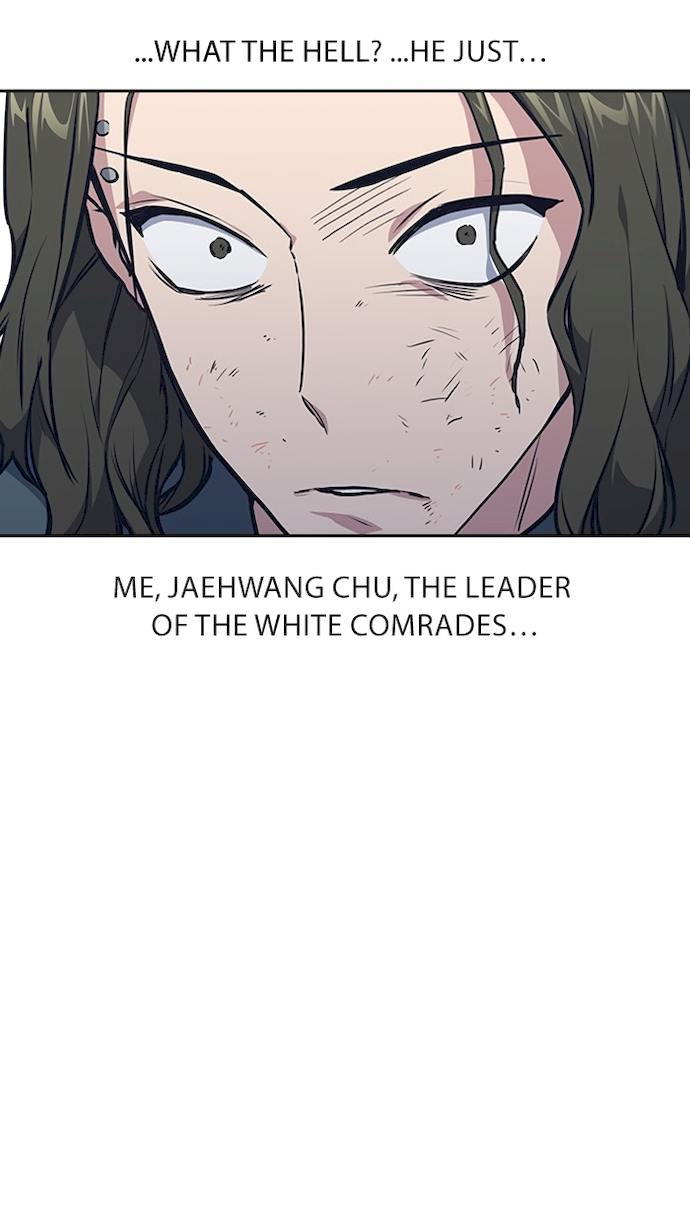 ...WHAT THE HELL? ...HE JUST...
ME, JAEHWANG CHU, THE LEADER
OF THE WHITE COMRADES...